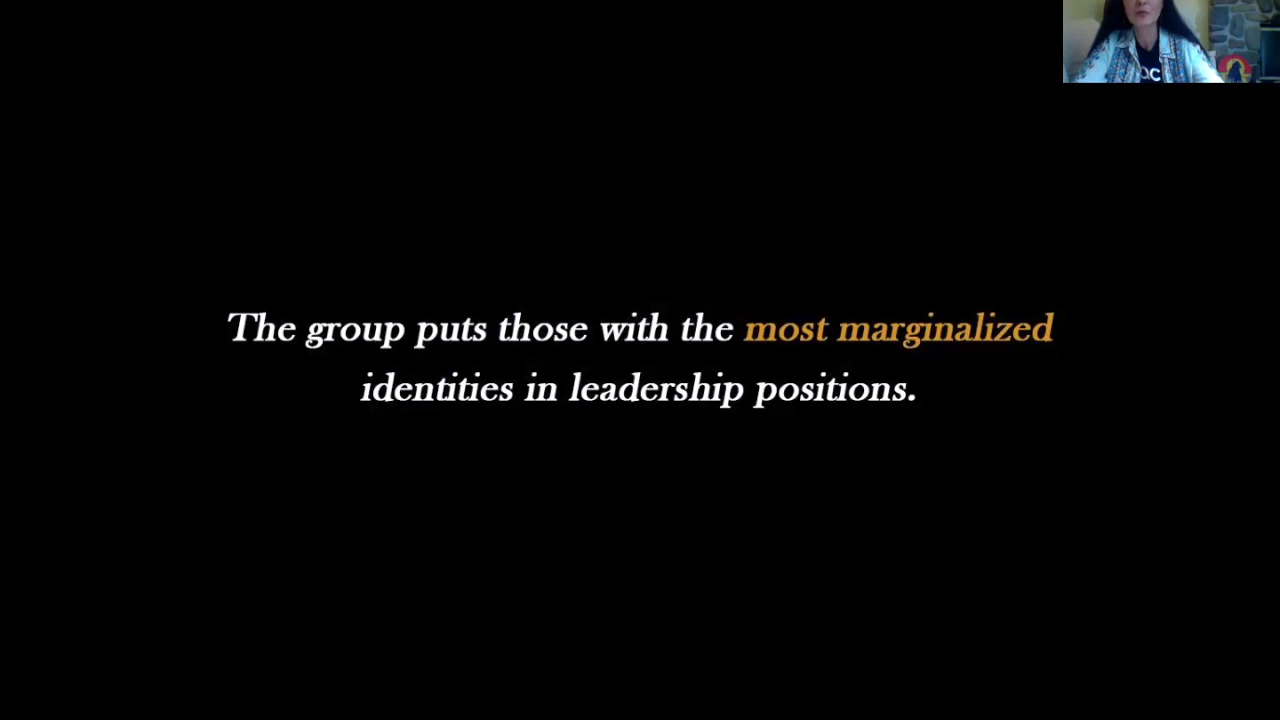 The group puts those with the most marginalized
identities in leadership positions.